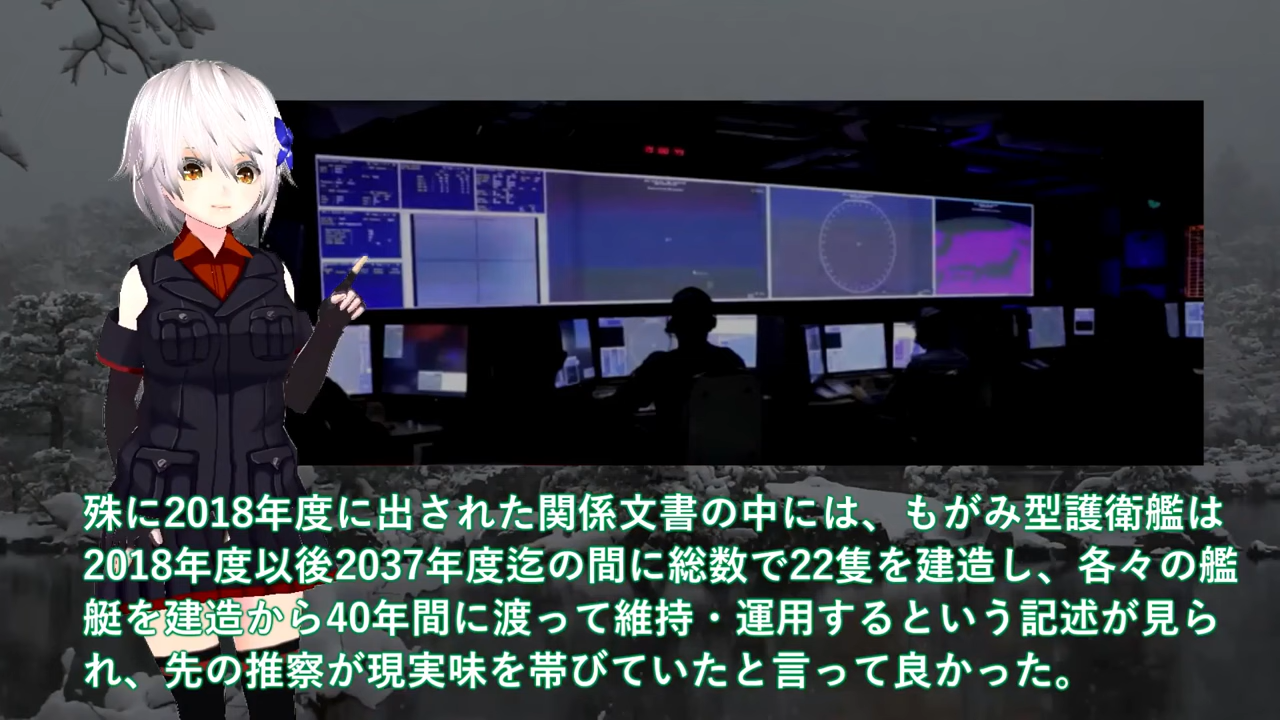 殊に2018年度に出された関係文書の中には、もがみ型護衛艦は
2018年度以後2037年度迄の間に総数で22隻を建造し、各々の艦
艇を建造から40年間に渡って維持・運用するという記述が見ら
れ、先の推察が現実味を帯びていたと言って良かった。